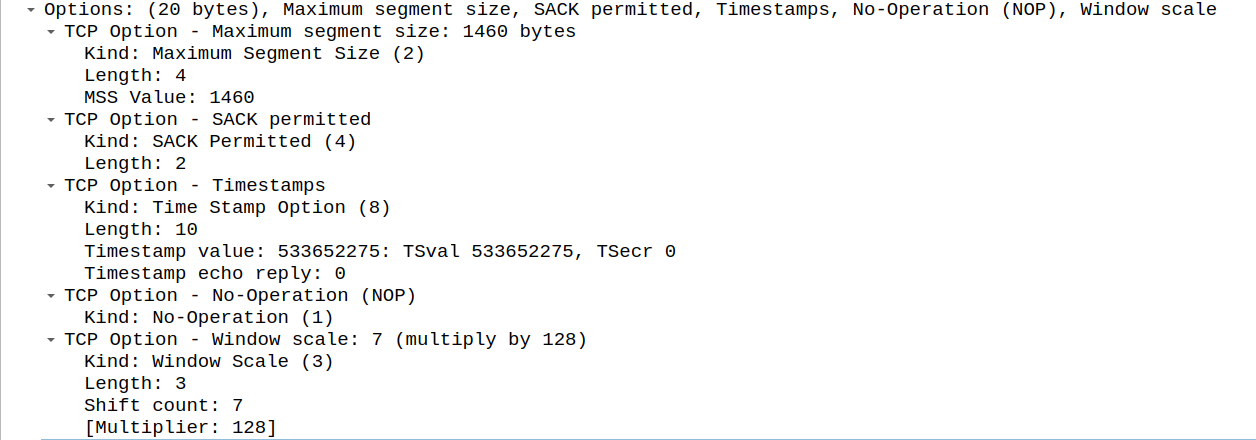 Options: (20 bytes), Maximum segment size, SACK permitted, Timestamps, No-Operation (NOP), Window scale
TCP Option - Maximum segment size: 1460 bytes
Kind: Maximum Segment Size (2)
Length: 4
MSS Value: 1460
TCP Option - SACK permitted
Kind: SACK Permitted (4)
Length: 2
TCP Option - Timestamps
Kind: Time Stamp Option (8)
Length: 10
Timestamp value: 533652275: TSval 533652275, TSecr 0
Timestamp echo reply: 0
TCP Option - No-Operation (NOP)
Kind: No-Operation (1)
TCP Option - Window scale: 7 (multiply by 128)
Kind: Window Scale (3)
Length: 3
Shift count: 7
[Multiplier: 128]